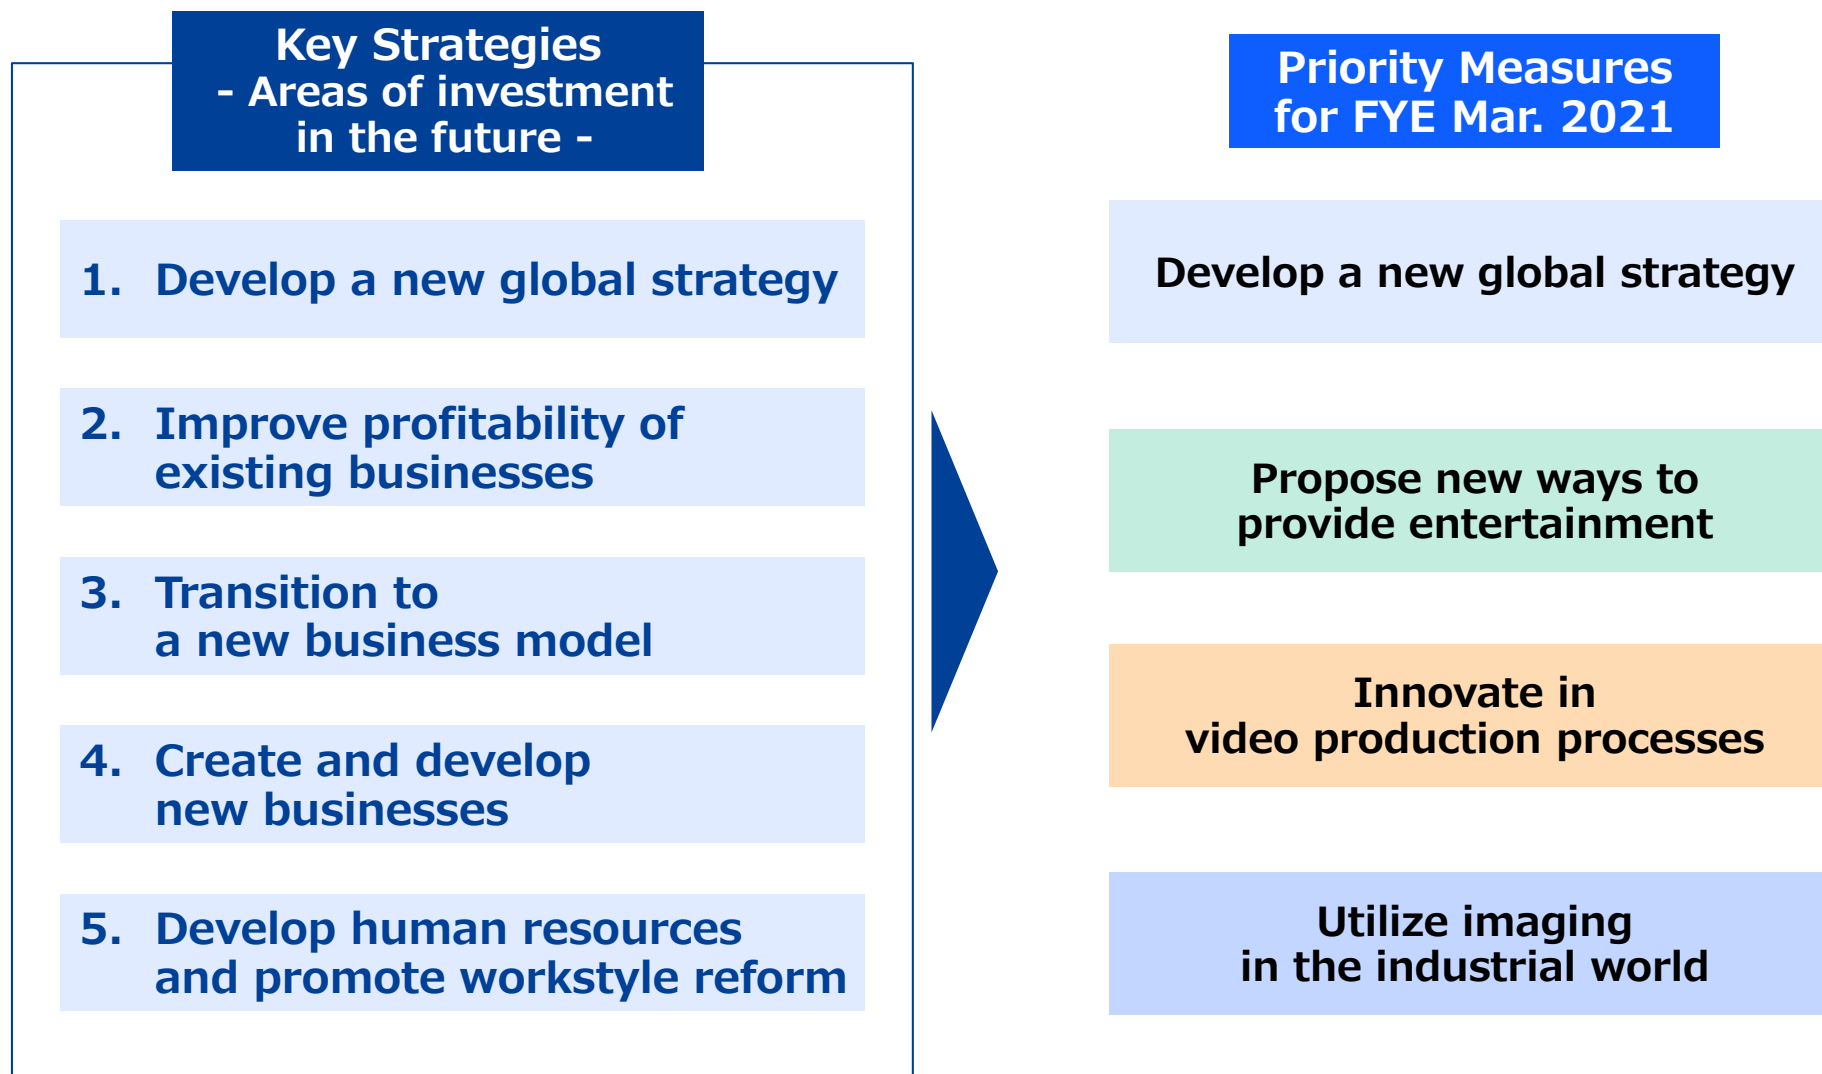 Key Strategies
- Areas of investment
in the future -
1. Develop a new global strategy
2. Improve profitability of
existing businesses
3. Transition to
a new business model
4. Create and develop
new businesses
5. Develop human resources
and promote workstyle reform
Priority Measures
for FYE Mar. 2021
Develop a new global strategy
Propose new ways to
provide entertainment
Innovate in
video production processes
Utilize imaging
in the industrial world